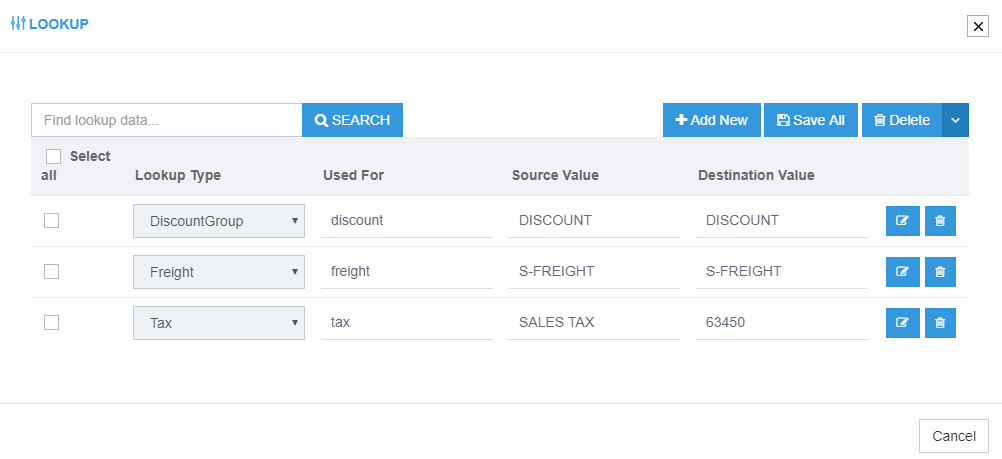 LOOKUP
Find lookup data...
SEARCH
Add New
Save All
Delete
Select all
Lookup Type
Used For
Source Value
Destination Value
DiscountGroup
discount
DISCOUNT
DISCOUNT
Freight
freight
S-FREIGHT
S-FREIGHT
Tax
tax
SALES TAX
63450
Cancel